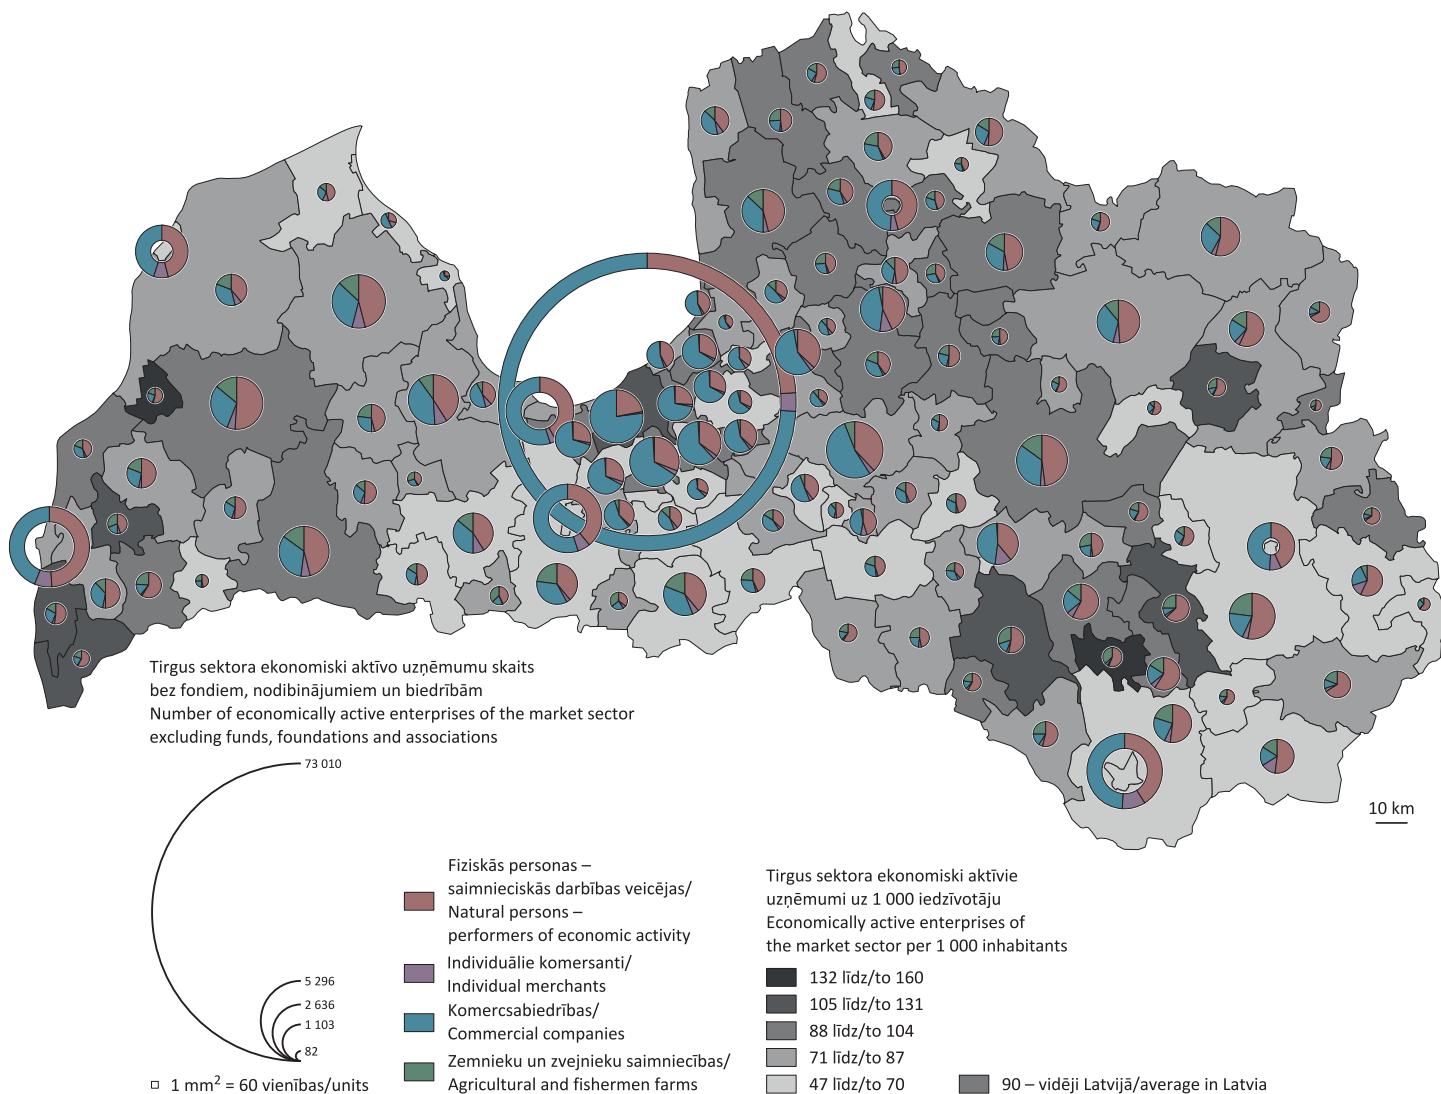 Tirgus sektora ekonomiski aktīvo uzņēmumu skaits
bez fondiem, nodibinājumiem un biedrībām
Number of economically active enterprises of the market sector
excluding funds, foundations and associations
73 010
5 296
2 636
1 103
82
1 mm² = 60 vienības/units
Fiziskās personas –
saimnieciskās darbības veicējas/
Natural persons –
performers of economic activity
Individuālie komersanti/
Individual merchants
Komercsabiedrības/
Commercial companies
Zemnieku un zvejnieku saimniecības/
Agricultural and fishermen farms
10 km
Tirgus sektora ekonomiski aktīvie
uzņēmumi uz 1 000 iedzīvotāju
Economically active enterprises of
the market sector per 1 000 inhabitants
132 līdz/to 160
105 līdz/to 131
88 līdz/to 104
71 līdz/to 87
47 līdz/to 70
90 – vidēji Latvijā/average in Latvia